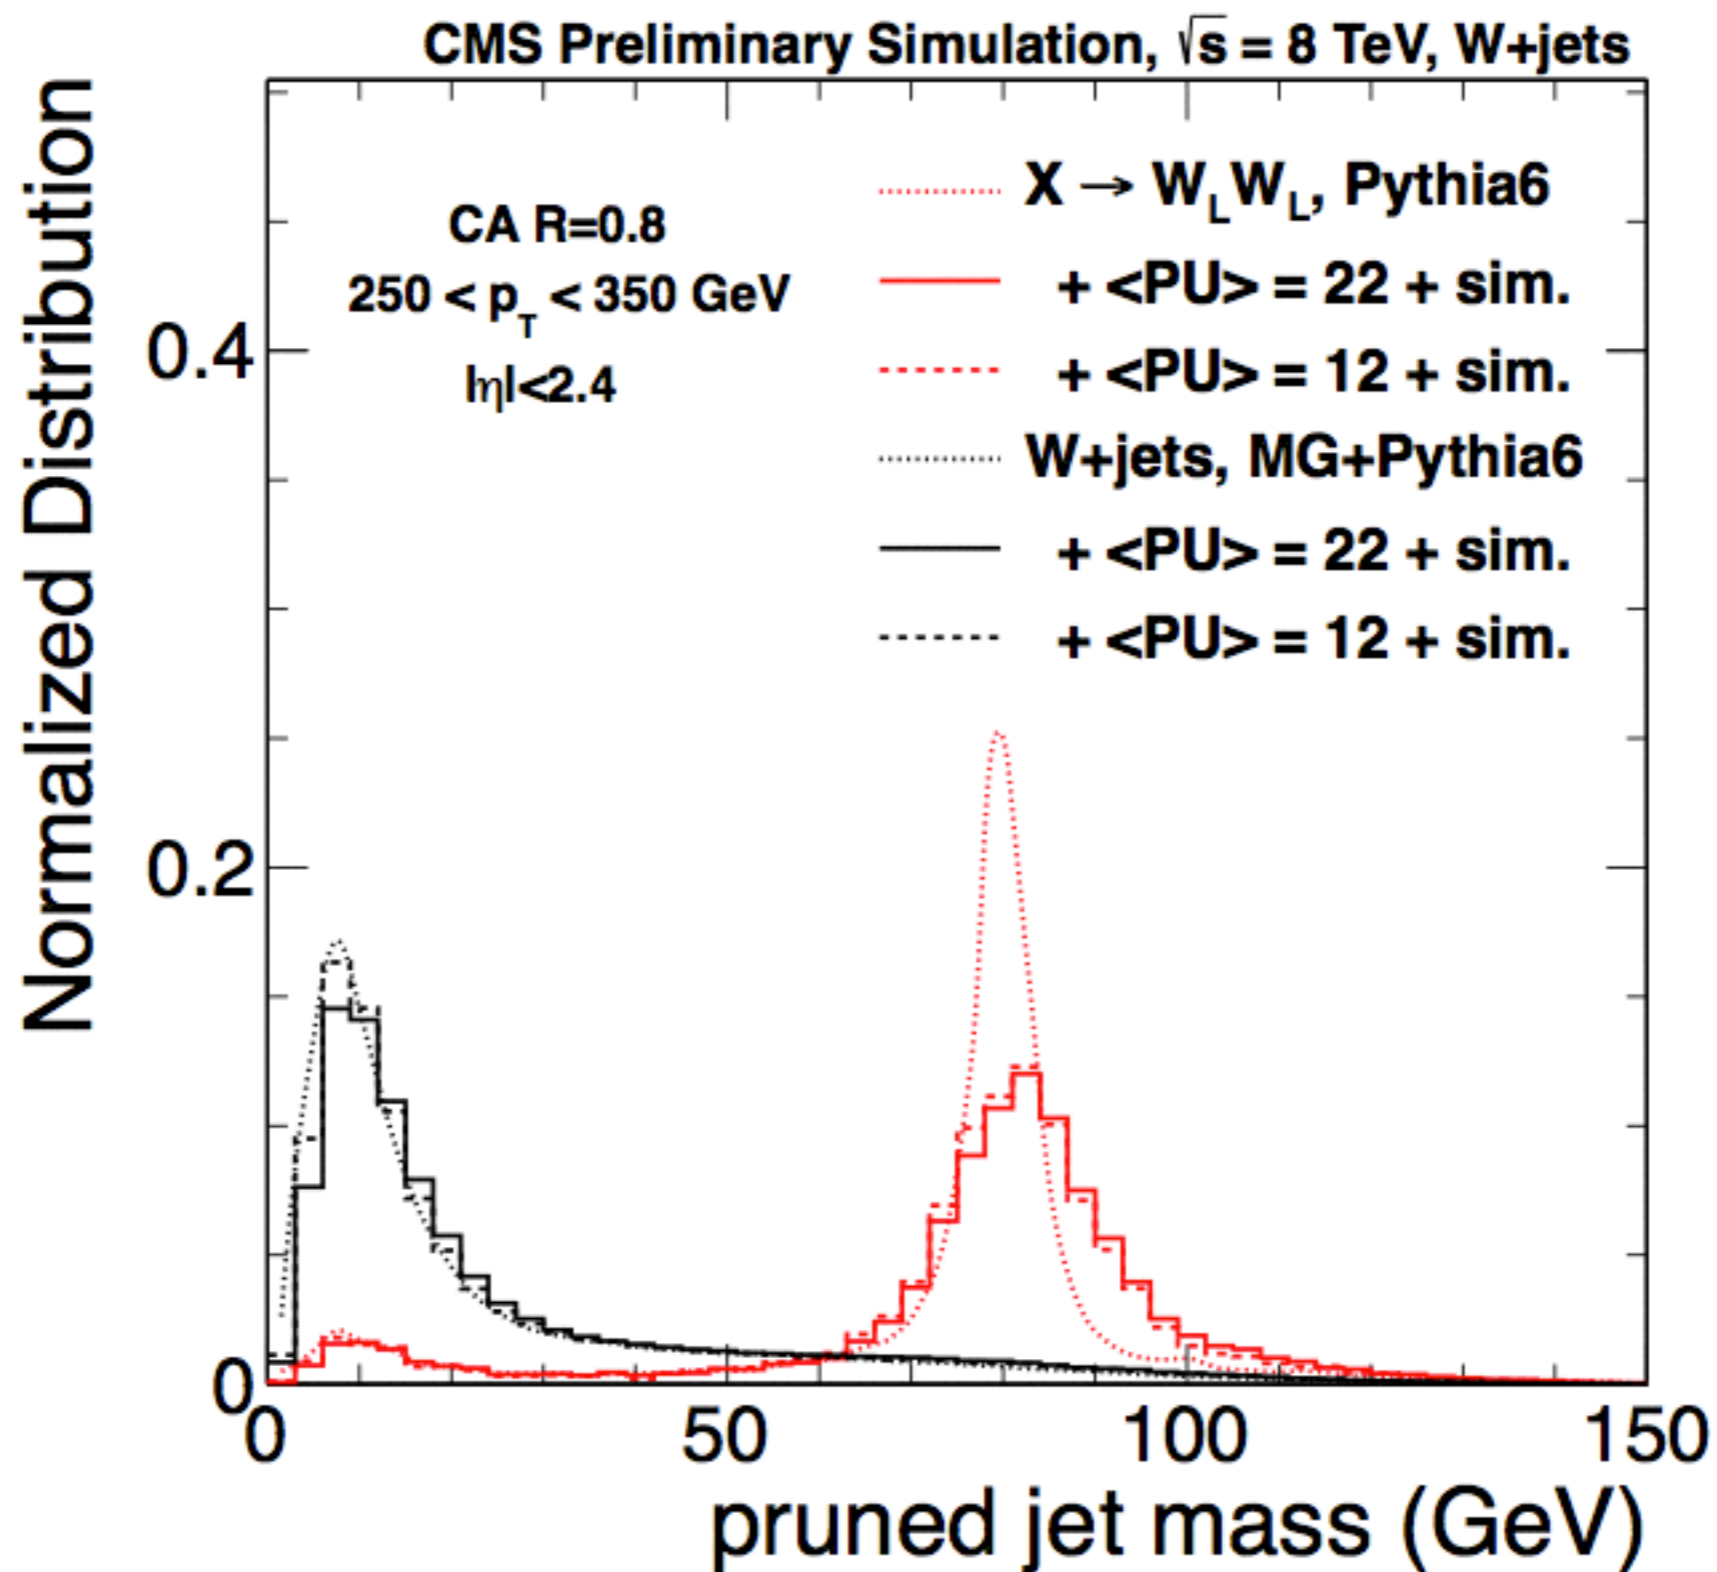 CMS Preliminary Simulation, √s = 8 TeV, W+jets
CA R=0.8
250 < p_T < 350 GeV
|η|<2.4
X → W_L W_L, Pythia6
+ <PU> = 22 + sim.
+ <PU> = 12 + sim.
W+jets, MG+Pythia6
+ <PU> = 22 + sim.
+ <PU> = 12 + sim.
Normalized Distribution
0.4
0.2
0
0 50 100 150
pruned jet mass (GeV)